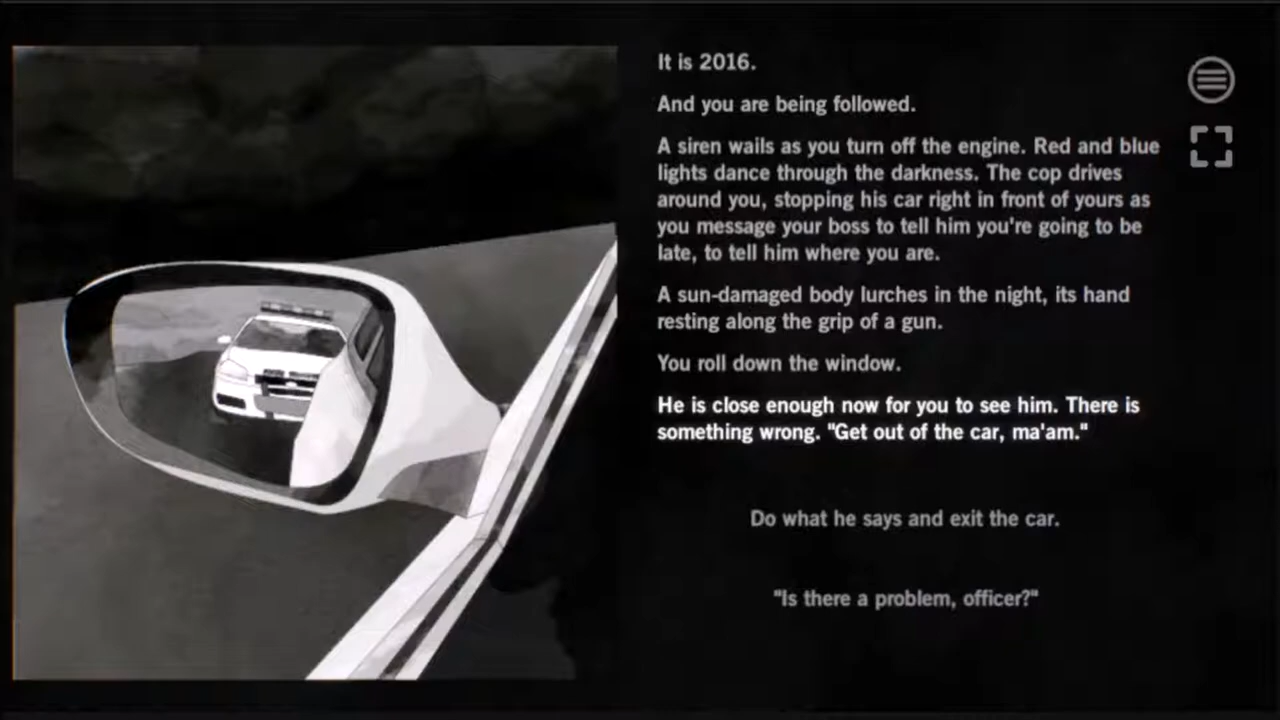 It is 2016.
And you are being followed.
A siren wails as you turn off the engine. Red and blue
lights dance through the darkness. The cop drives
around you, stopping his car right in front of yours as
you message your boss to tell him you're going to be
late, to tell him where you are.
A sun-damaged body lurches in the night, its hand
resting along the grip of a gun.
You roll down the window.
He is close enough now for you to see him. There is
something wrong. "Get out of the car, ma'am."
Do what he says and exit the car.
"Is there a problem, officer?"